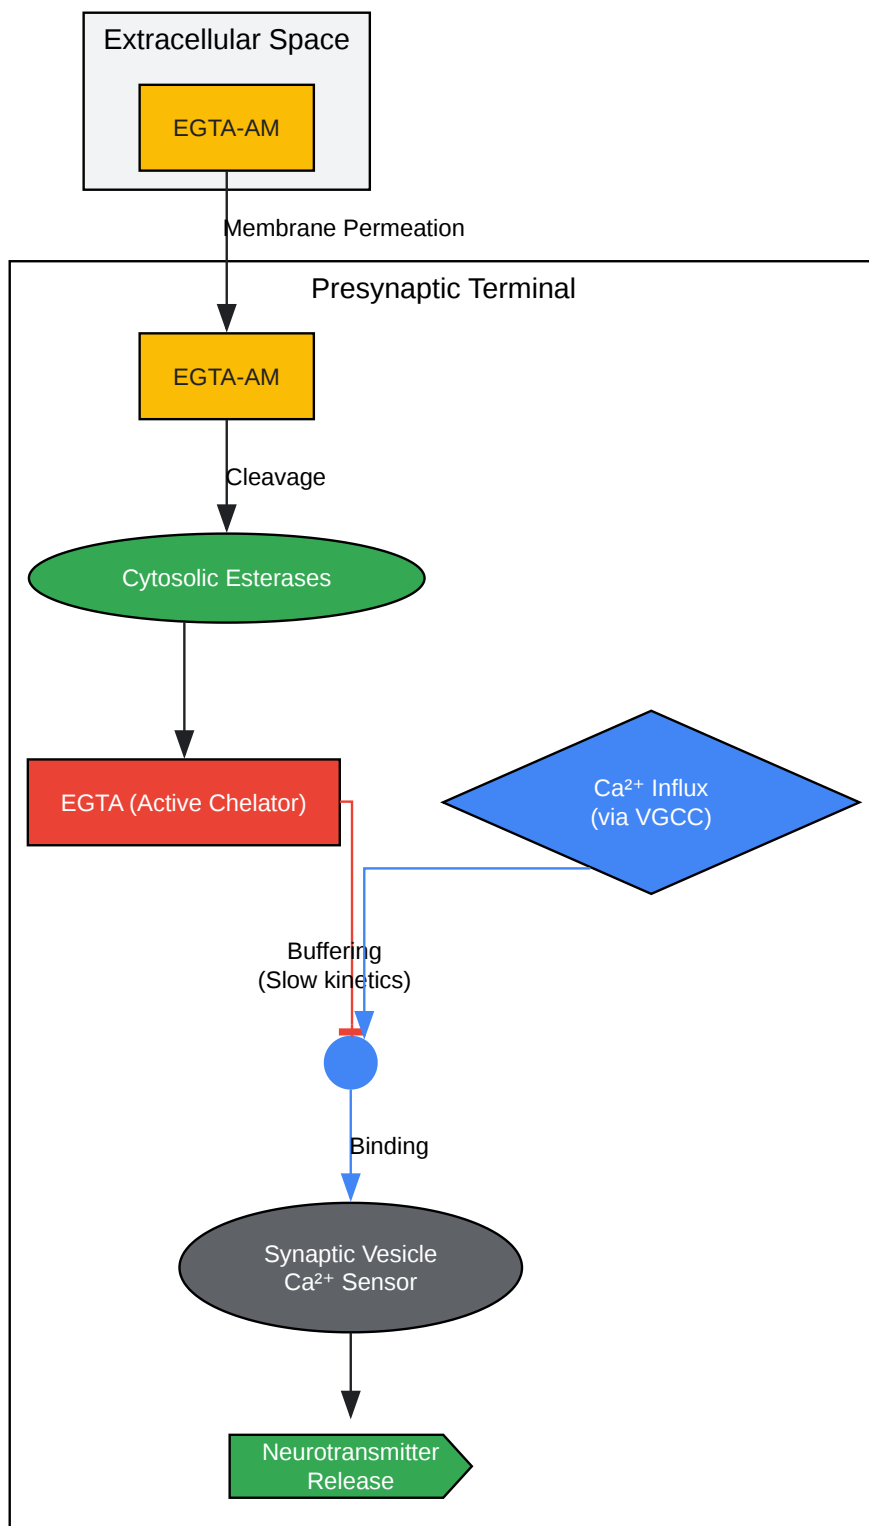 Extracellular Space
EGTA-AM
Membrane Permeation
Presynaptic Terminal
EGTA-AM
Cleavage
Cytosolic Esterases
EGTA (Active Chelator)
Ca²⁺ Influx
(via VGCC)
Buffering
(Slow kinetics)
Binding
Synaptic Vesicle
Ca²⁺ Sensor
Neurotransmitter
Release